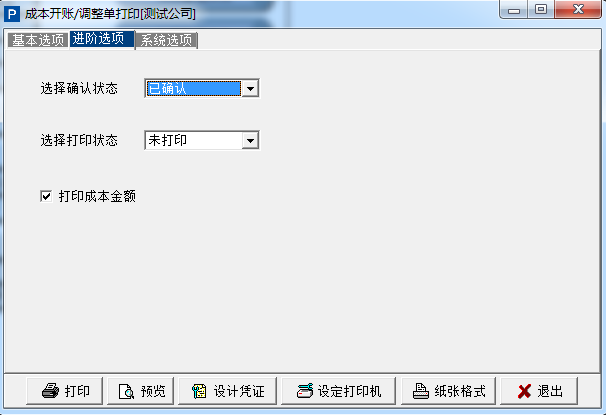 P 成本开账/调整单打印[测试公司]
基本选项 进阶选项 系统选项
选择确认状态 已确认
选择打印状态 未打印
打印成本金额
打印 预览 设计凭证 设定打印机 纸张格式 退出